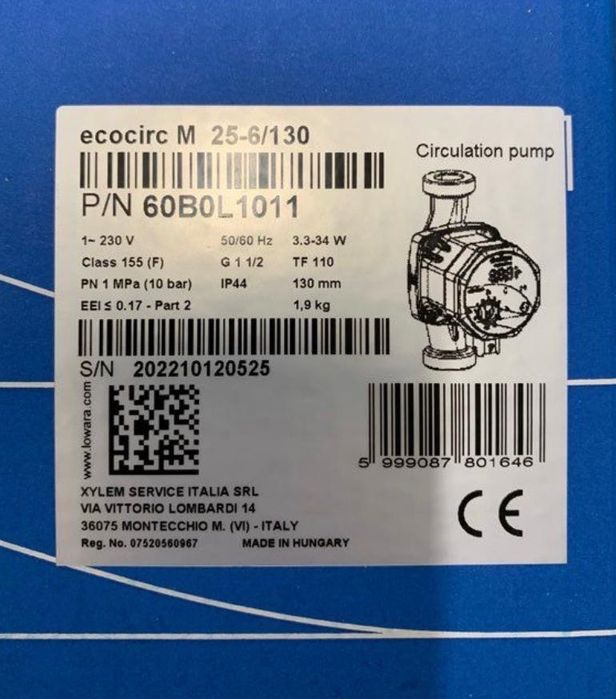 ecocirc M 25-6/130
Circulation pump
P/N 60B0L1011
1~ 230 V 50/60 Hz 3.3-34 W
Class 155 (F) G 1 1/2 TF 110
PN 1 MPa (10 bar) IP44 130 mm
EEI ≤ 0.17 - Part 2 1,9 kg
S/N 202210120525
www.lowara.com
5 999087 801646
XYLEM SERVICE ITALIA SRL
VIA VITTORIO LOMBARDI 14
36075 MONTECCHIO M. (VI) - ITALY
Reg. No. 07520560967 MADE IN HUNGARY
CE